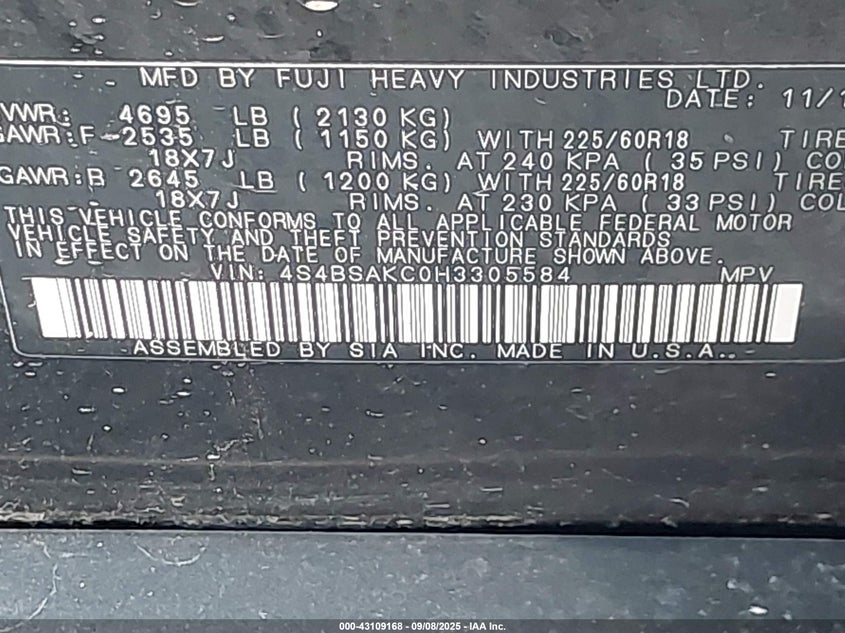 MFD BY FUJI HEAVY INDUSTRIES LTD.
DATE: 11/1
VWR: 4695 LB ( 2130 KG)
GAWR:F 2535 LB ( 1150 KG) WITH 225/60R18 TIRE
18X7J RIMS. AT 240 KPA ( 35 PSI) CO
GAWR:B 2645 LB ( 1200 KG) WITH 225/60R18 TIRE
18X7J RIMS. AT 230 KPA ( 33 PSI) COL
THIS VEHICLE CONFORMS TO ALL APPLICABLE FEDERAL MOTOR
VEHICLE SAFETY AND THEFT PREVENTION STANDARDS
IN EFFECT ON THE DATE OF MANUFACTURE SHOWN ABOVE.
VIN: 4S4BSAKC0H3305584 MPV
ASSEMBLED BY SIA INC. MADE IN U.S.A.
000-43109168 - 09/08/2025 - IAA Inc.